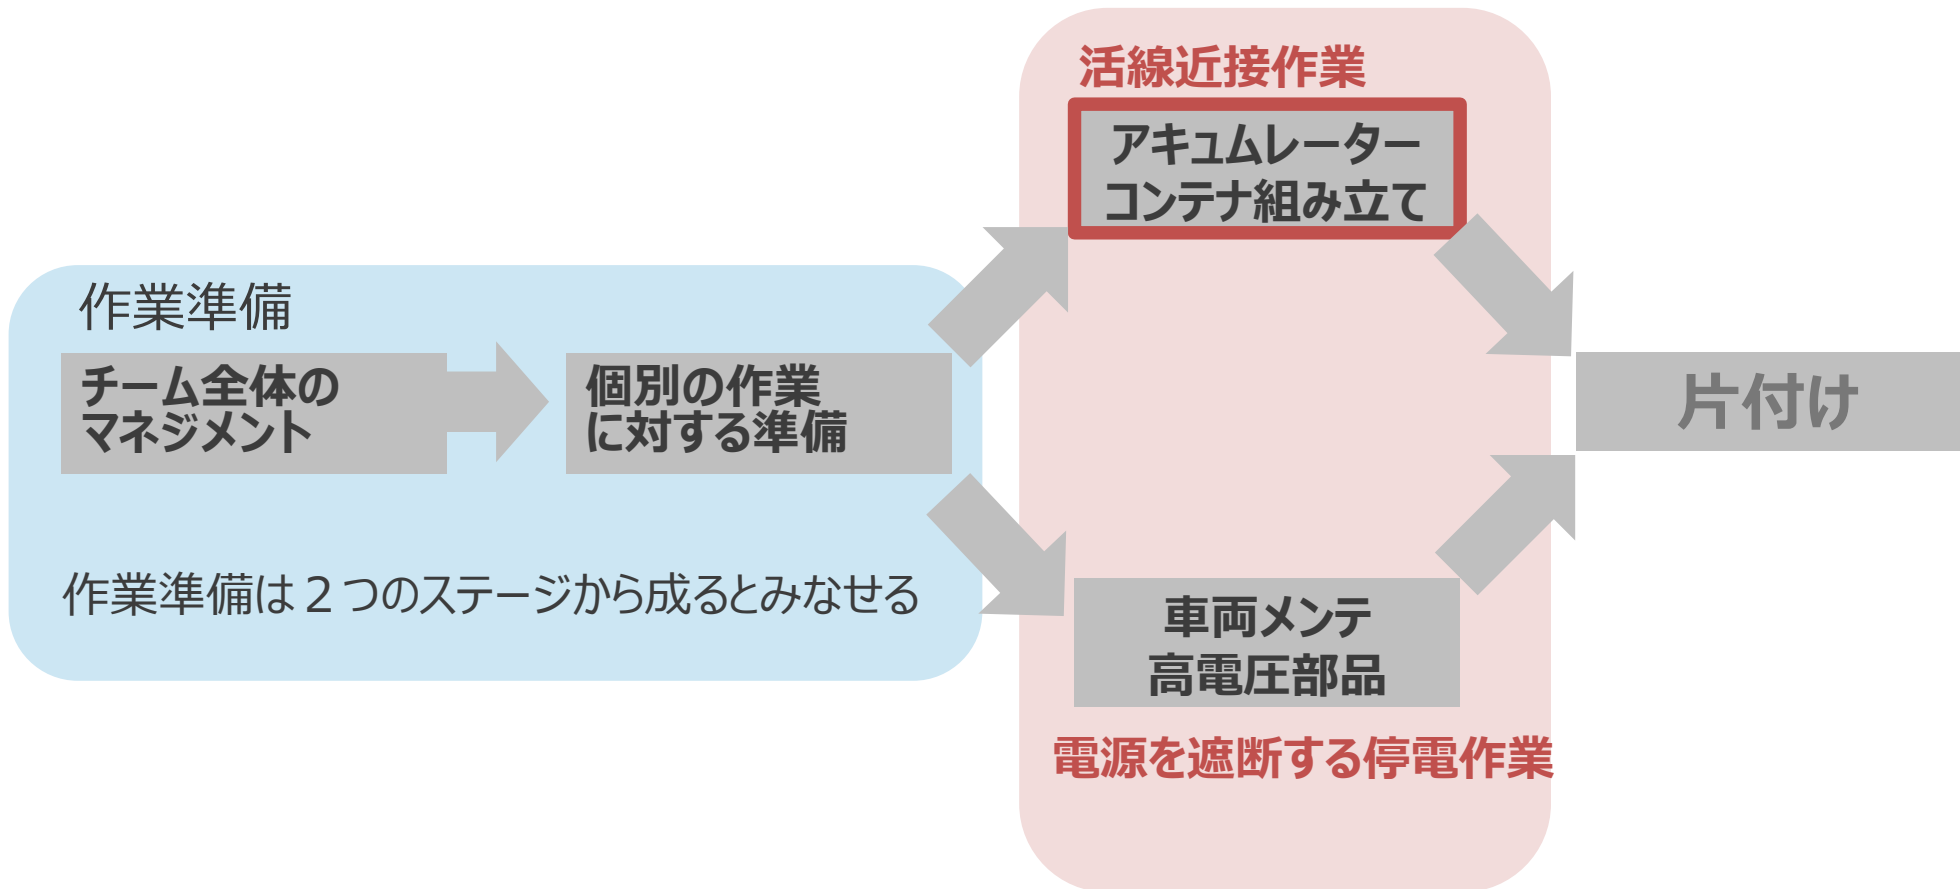 活線近接作業
アキュムレーター
コンテナ組み立て
作業準備
チーム全体の
マネジメント
個別の作業
に対する準備
片付け
作業準備は２つのステージから成るとみなせる
車両メンテ
高電圧部品
電源を遮断する停電作業